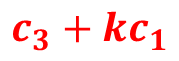 c₃ + kc₁